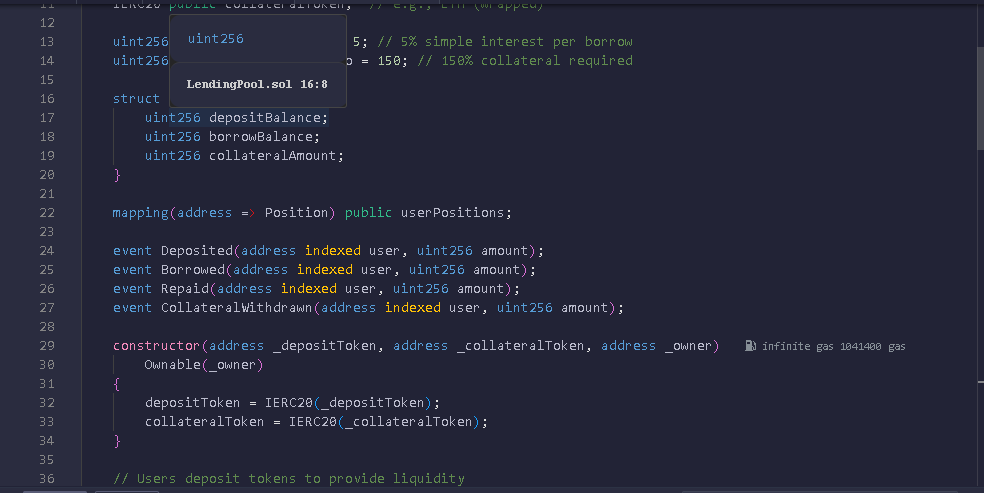 11 IERC20 public collateralToken; // e.g., ETH (wrapped)
12
13 uint256 5; // 5% simple interest per borrow
uint256
14 uint256 o = 150; // 150% collateral required
LendingPool.sol 16:8
15
16 struct
17 uint256 depositBalance;
18 uint256 borrowBalance;
19 uint256 collateralAmount;
20 }
21
22 mapping(address => Position) public userPositions;
23
24 event Deposited(address indexed user, uint256 amount);
25 event Borrowed(address indexed user, uint256 amount);
26 event Repaid(address indexed user, uint256 amount);
27 event CollateralWithdrawn(address indexed user, uint256 amount);
28
29 constructor(address _depositToken, address _collateralToken, address _owner) infinite gas 1041400 gas
30 Ownable(_owner)
31 {
32 depositToken = IERC20(_depositToken);
33 collateralToken = IERC20(_collateralToken);
34 }
35
36 // Users deposit tokens to provide liquidity